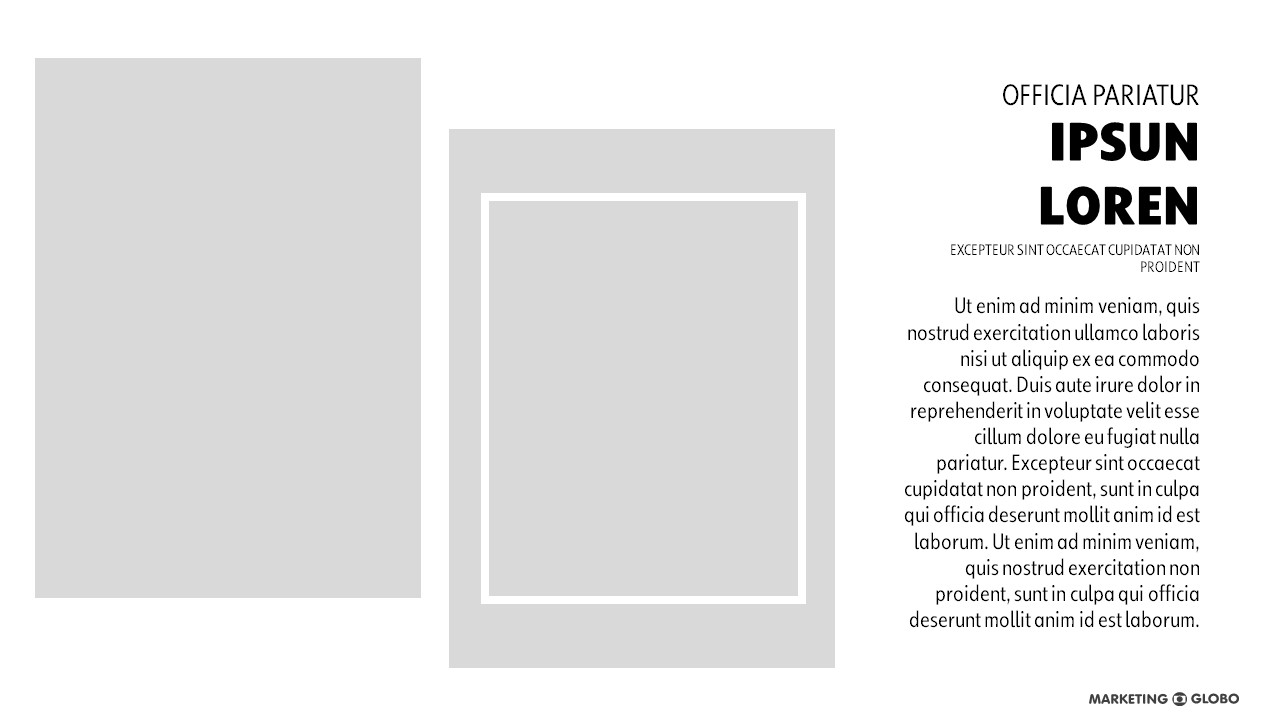 OFFICIA PARIATUR
IPSUN
LOREN
EXCEPTEUR SINT OCCAECAT CUPIDATAT NON
PROIDENT
Ut enim ad minim veniam, quis
nostrud exercitation ullamco laboris
nisi ut aliquip ex ea commodo
consequat. Duis aute irure dolor in
reprehenderit in voluptate velit esse
cillum dolore eu fugiat nulla
pariatur. Excepteur sint occaecat
cupidatat non proident, sunt in culpa
qui officia deserunt mollit anim id est
laborum. Ut enim ad minim veniam,
quis nostrud exercitation non
proident, sunt in culpa qui officia
deserunt mollit anim id est laborum.
MARKETING GLOBO